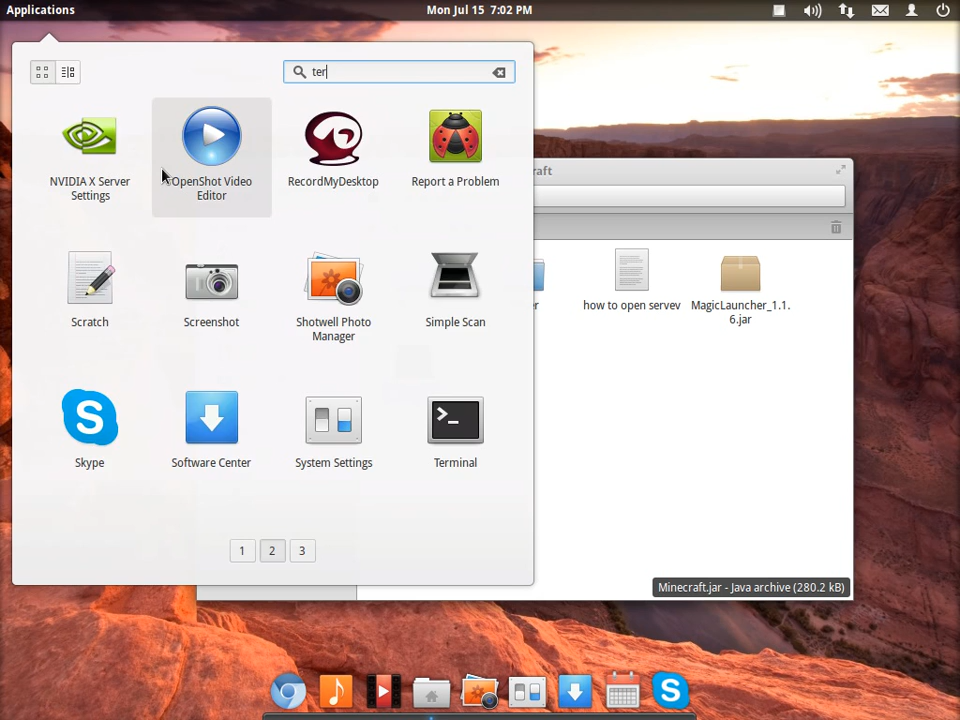 Applications
Mon Jul 15 7:02 PM
ter
NVIDIA X Server
Settings
OpenShot Video
Editor
RecordMyDesktop
Report a Problem
Scratch
Screenshot
Shotwell Photo
Manager
Simple Scan
Skype
Software Center
System Settings
Terminal
1
2
3
raft
er
how to open servev
MagicLauncher_1.1.
6.jar
Minecraft.jar - Java archive (280.2 kB)